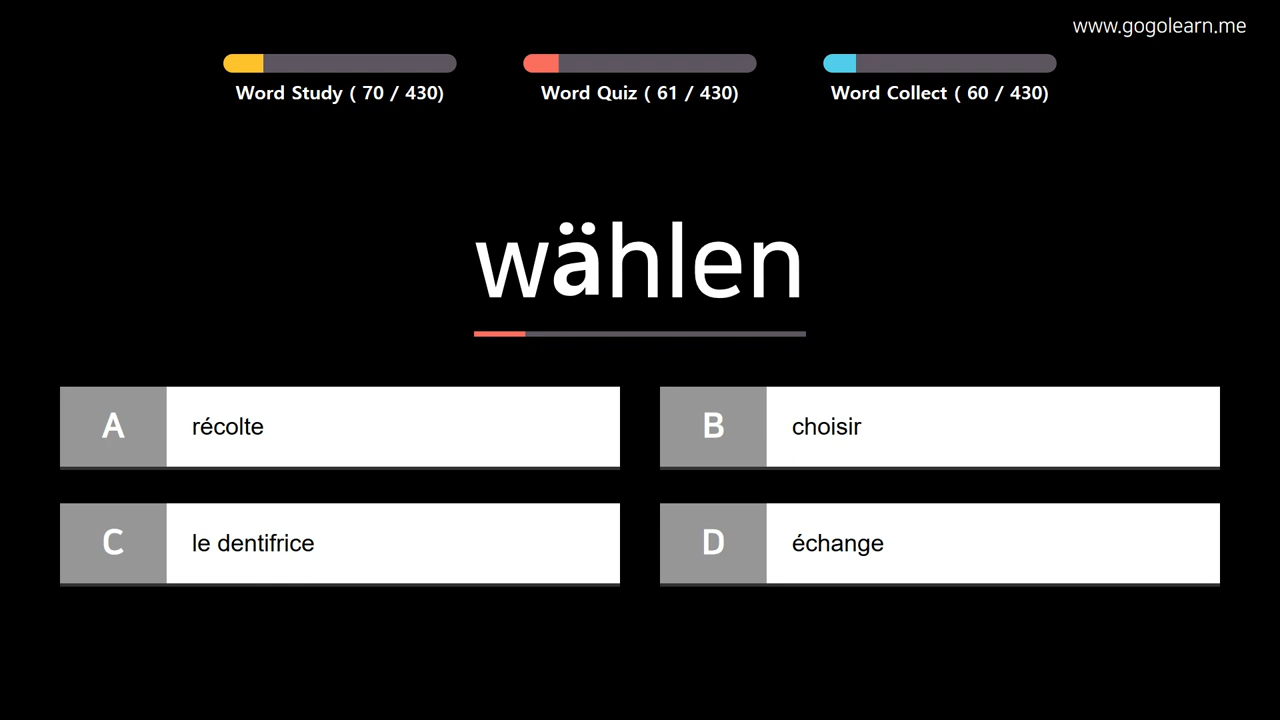 www.gogolearn.me
Word Study ( 70 / 430)
Word Quiz ( 61 / 430)
Word Collect ( 60 / 430)
wählen
A récolte
B choisir
C le dentifrice
D échange